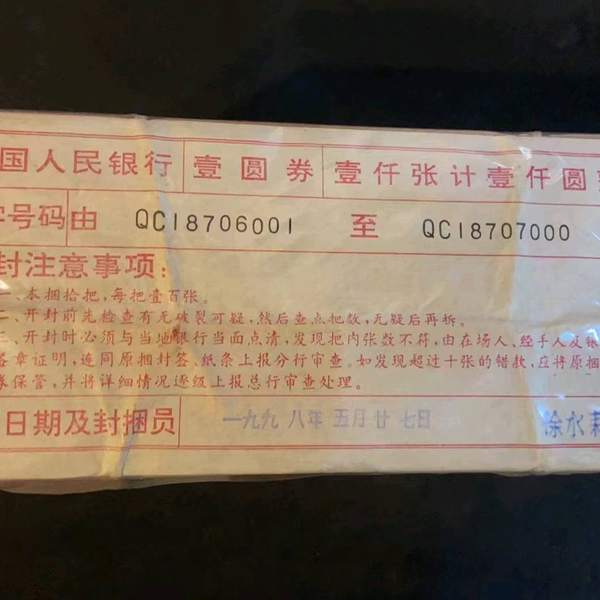 国人民银行 壹圆券 壹仟张计壹仟圆
字号码由 QC18706001 至 QC18707000
封注意事项：
一、本捆拾把，每把壹百张。
二、开封前先检查有无破裂可疑，然后查点把数，无疑后再拆。
三、开封时必须与当地银行当面点清，发现把内张数不符，由在场人、经手人及银
签章证明，连同原捆封签、纸条上报分行审查。如发现超过十张的错款，应将原捆
保管，并将详细情况逐级上报总行审查处理。
日期及封捆员 一九九八年五月廿七日 涂水